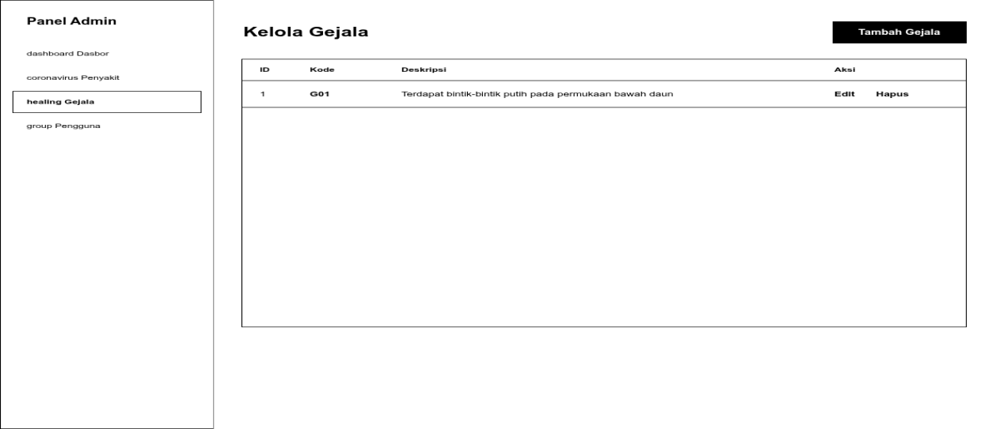 Panel Admin
dashboard Dasbor
coronavirus Penyakit
healing Gejala
group Pengguna
Kelola Gejala
Tambah Gejala
ID Kode Deskripsi Aksi
1 G01 Terdapat bintik-bintik putih pada permukaan bawah daun Edit Hapus